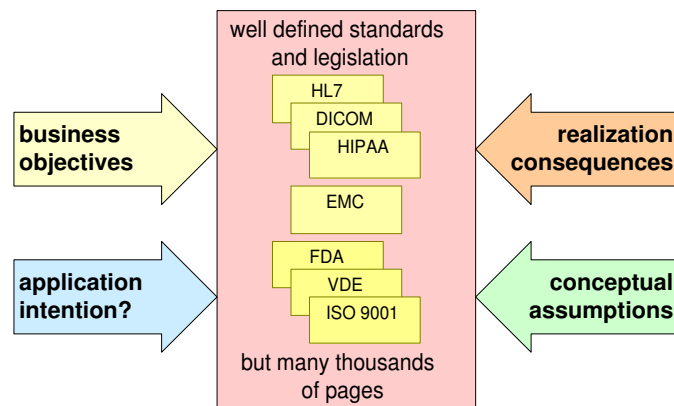 well defined standards
and legislation
HL7
DICOM
HIPAA
EMC
FDA
VDE
ISO 9001
but many thousands
of pages
business
objectives
application
intention?
realization
consequences
conceptual
assumptions